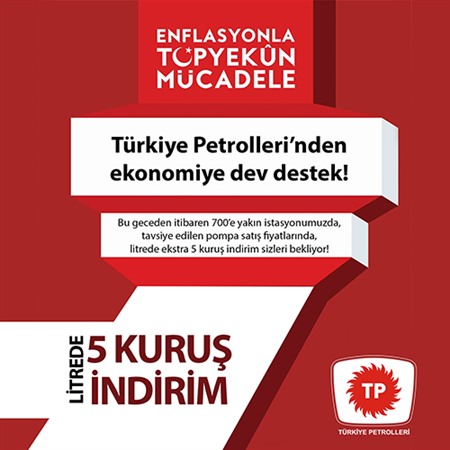 ENFLASYONLA
TOPYEKÛN
MÜCADELE
Türkiye Petrolleri’nden
ekonomiye dev destek!
Bu geceden itibaren 700’e yakın istasyonumuzda,
tavsiye edilen pompa satış fiyatlarında,
litrede ekstra 5 kuruş indirim sizleri bekliyor!
LİTREDE
5 KURUŞ
İNDİRİM
TP
TÜRKİYE PETROLLERİ